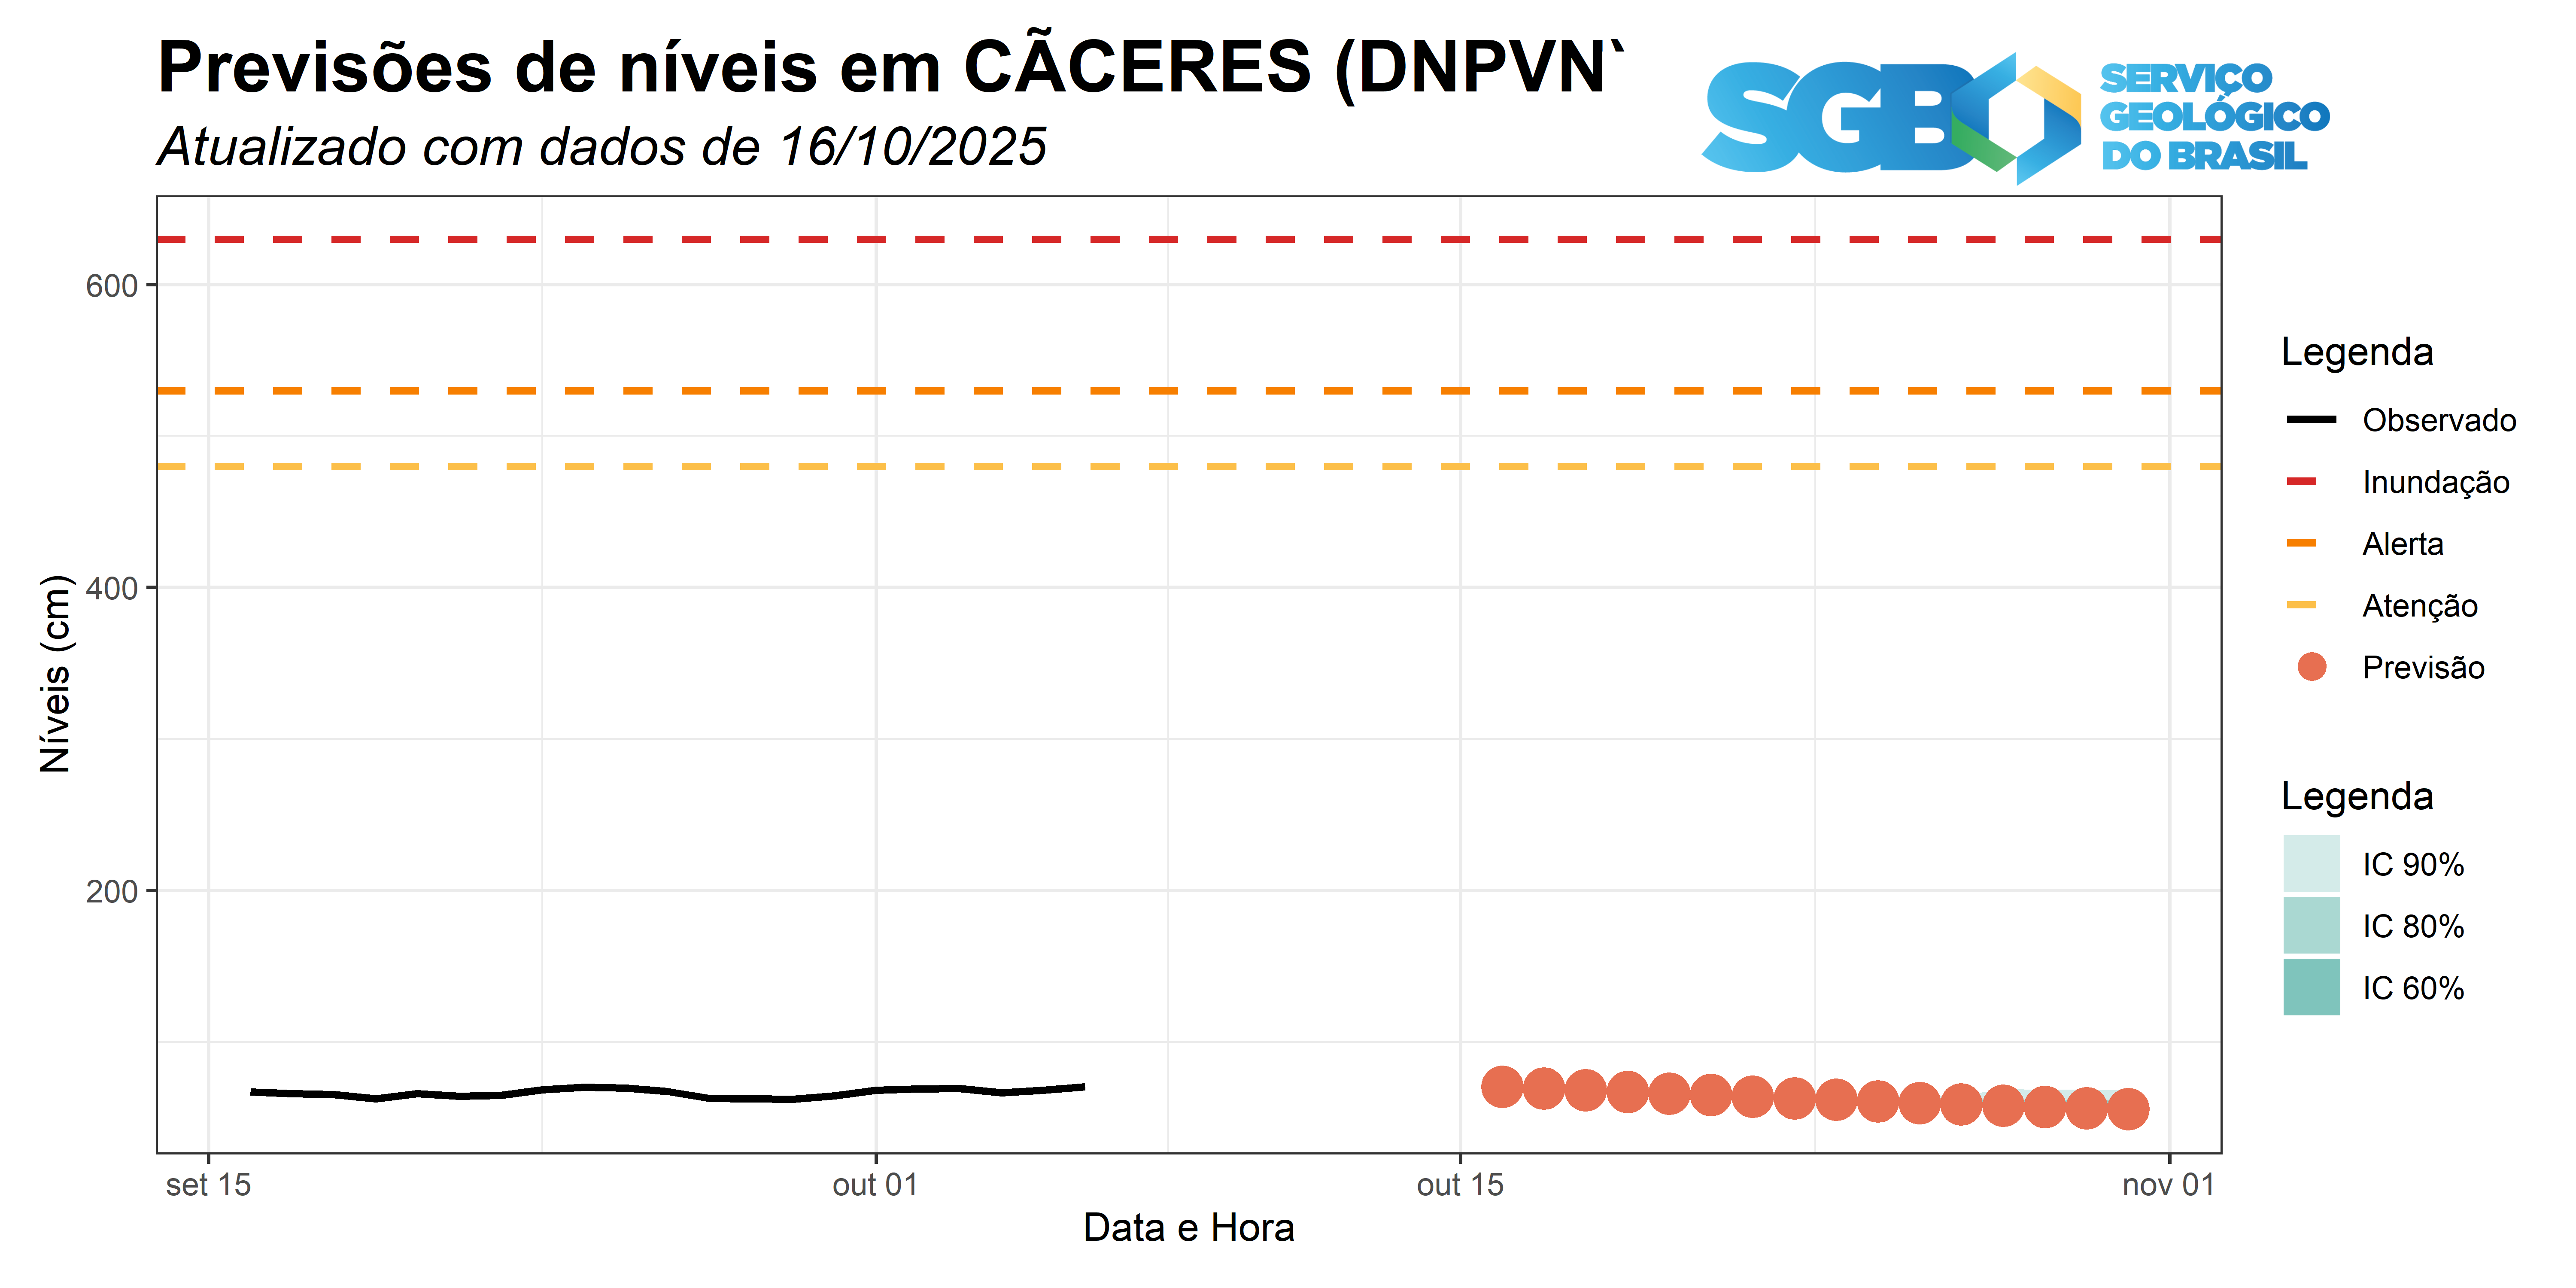 Previsões de níveis em CÃCERES (DNPVN`
Atualizado com dados de 16/10/2025
SGB
SERVIÇO
GEOLÓGICO
DO BRASIL
600
400
200
Níveis (cm)
set 15
out 01
out 15
nov 01
Data e Hora
Legenda
Observado
Inundação
Alerta
Atenção
Previsão
Legenda
IC 90%
IC 80%
IC 60%